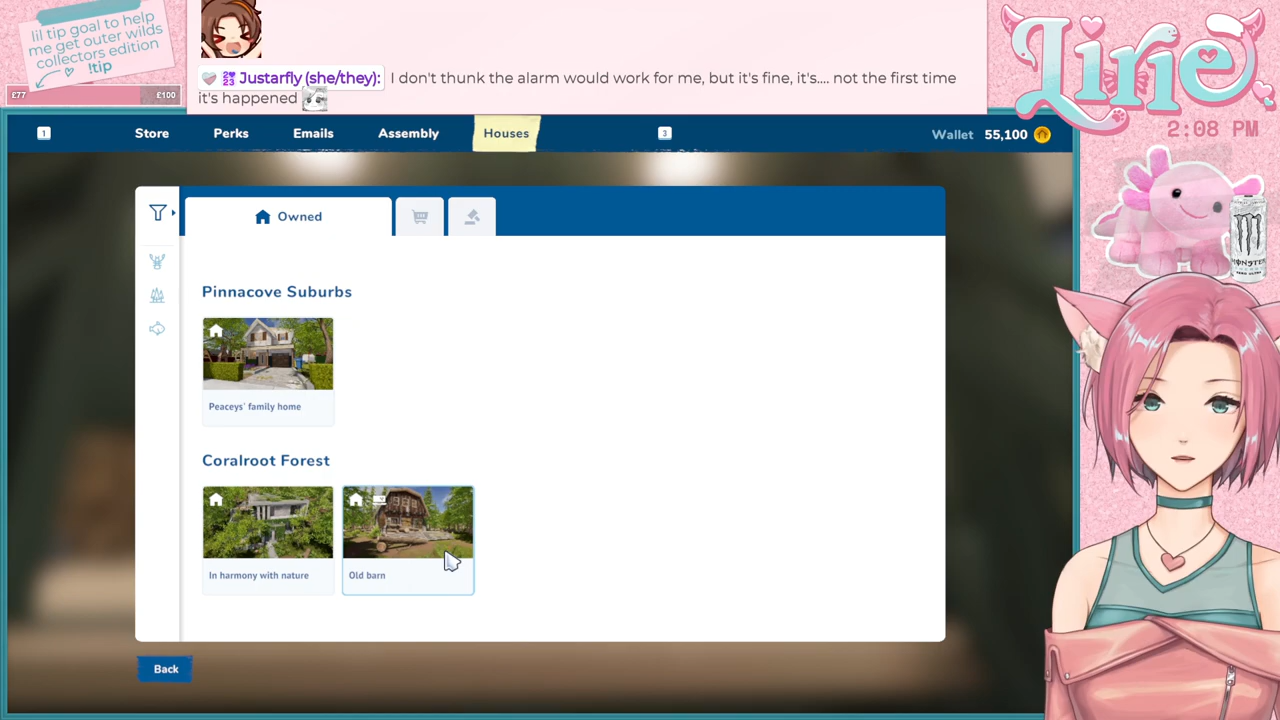 lil tip goal to help
me get outer wilds
collectors edition
!tip
£77
£100
2
23
Justarfly (she/they): I don't thunk the alarm would work for me, but it's fine, it's.... not the first time
it's happened
Lirie
2:08 PM
1
Store
Perks
Emails
Assembly
Houses
3
Wallet 55,100
Owned
Pinnacove Suburbs
Peaceys' family home
Coralroot Forest
In harmony with nature
Old barn
Back
MONSTER